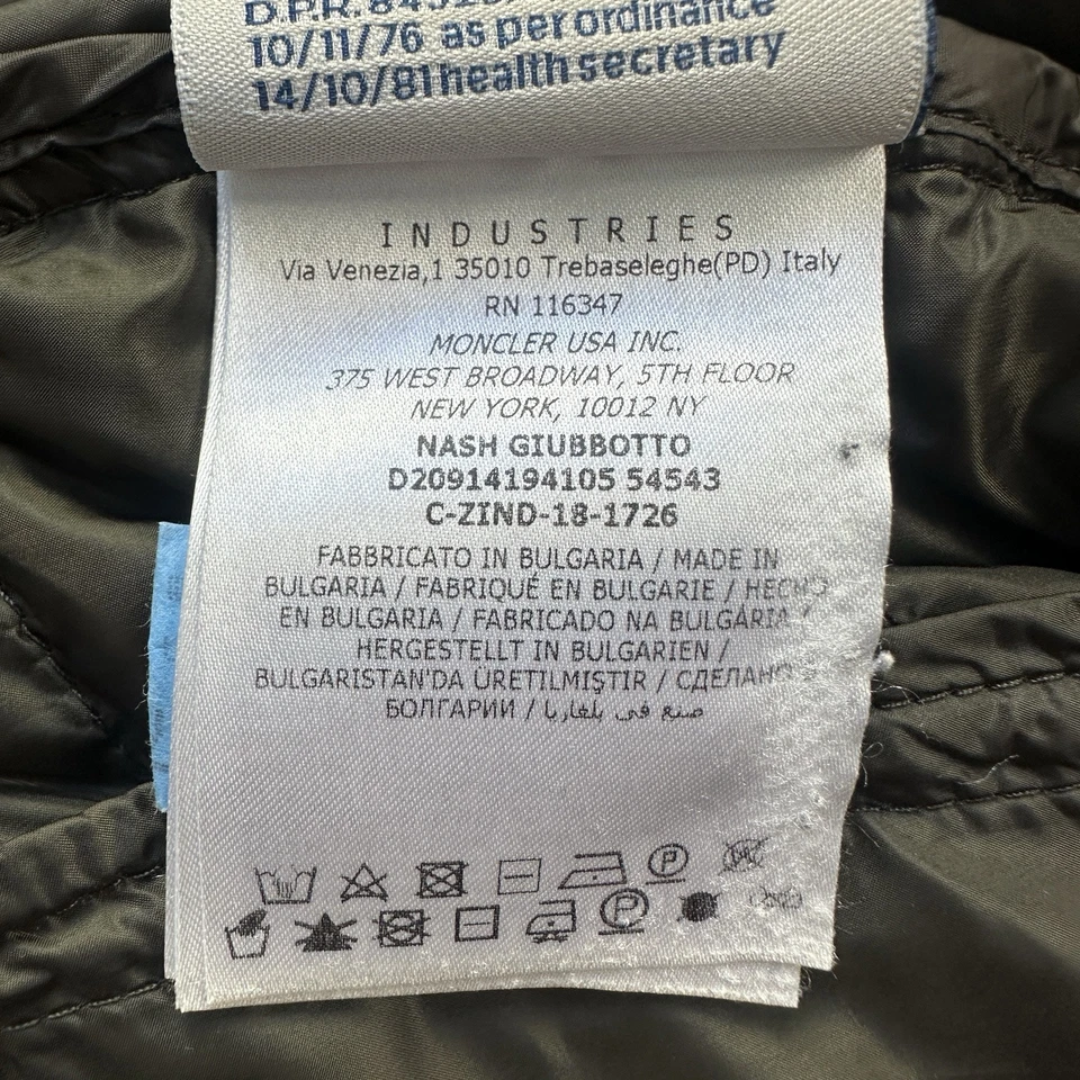 10/11/76 as per ordinance
14/10/81 health secretary
INDUSTRIES
Via Venezia,1 35010 Trebaseleghe(PD) Italy
RN 116347
MONCLER USA INC.
375 WEST BROADWAY, 5TH FLOOR
NEW YORK, 10012 NY
NASH GIUBBOTTO
D20914194105 54543
C-ZIND-18-1726
FABBRICATO IN BULGARIA / MADE IN
BULGARIA / FABRIQUÉ EN BULGARIE / HECHO
EN BULGARIA / FABRICADO NA BULGÁRIA /
HERGESTELLT IN BULGARIEN /
BULGARISTAN'DA ÜRETILMIŞTIR / СДЕЛАНО
БОЛГАРИИ / صنع في بلغاريا